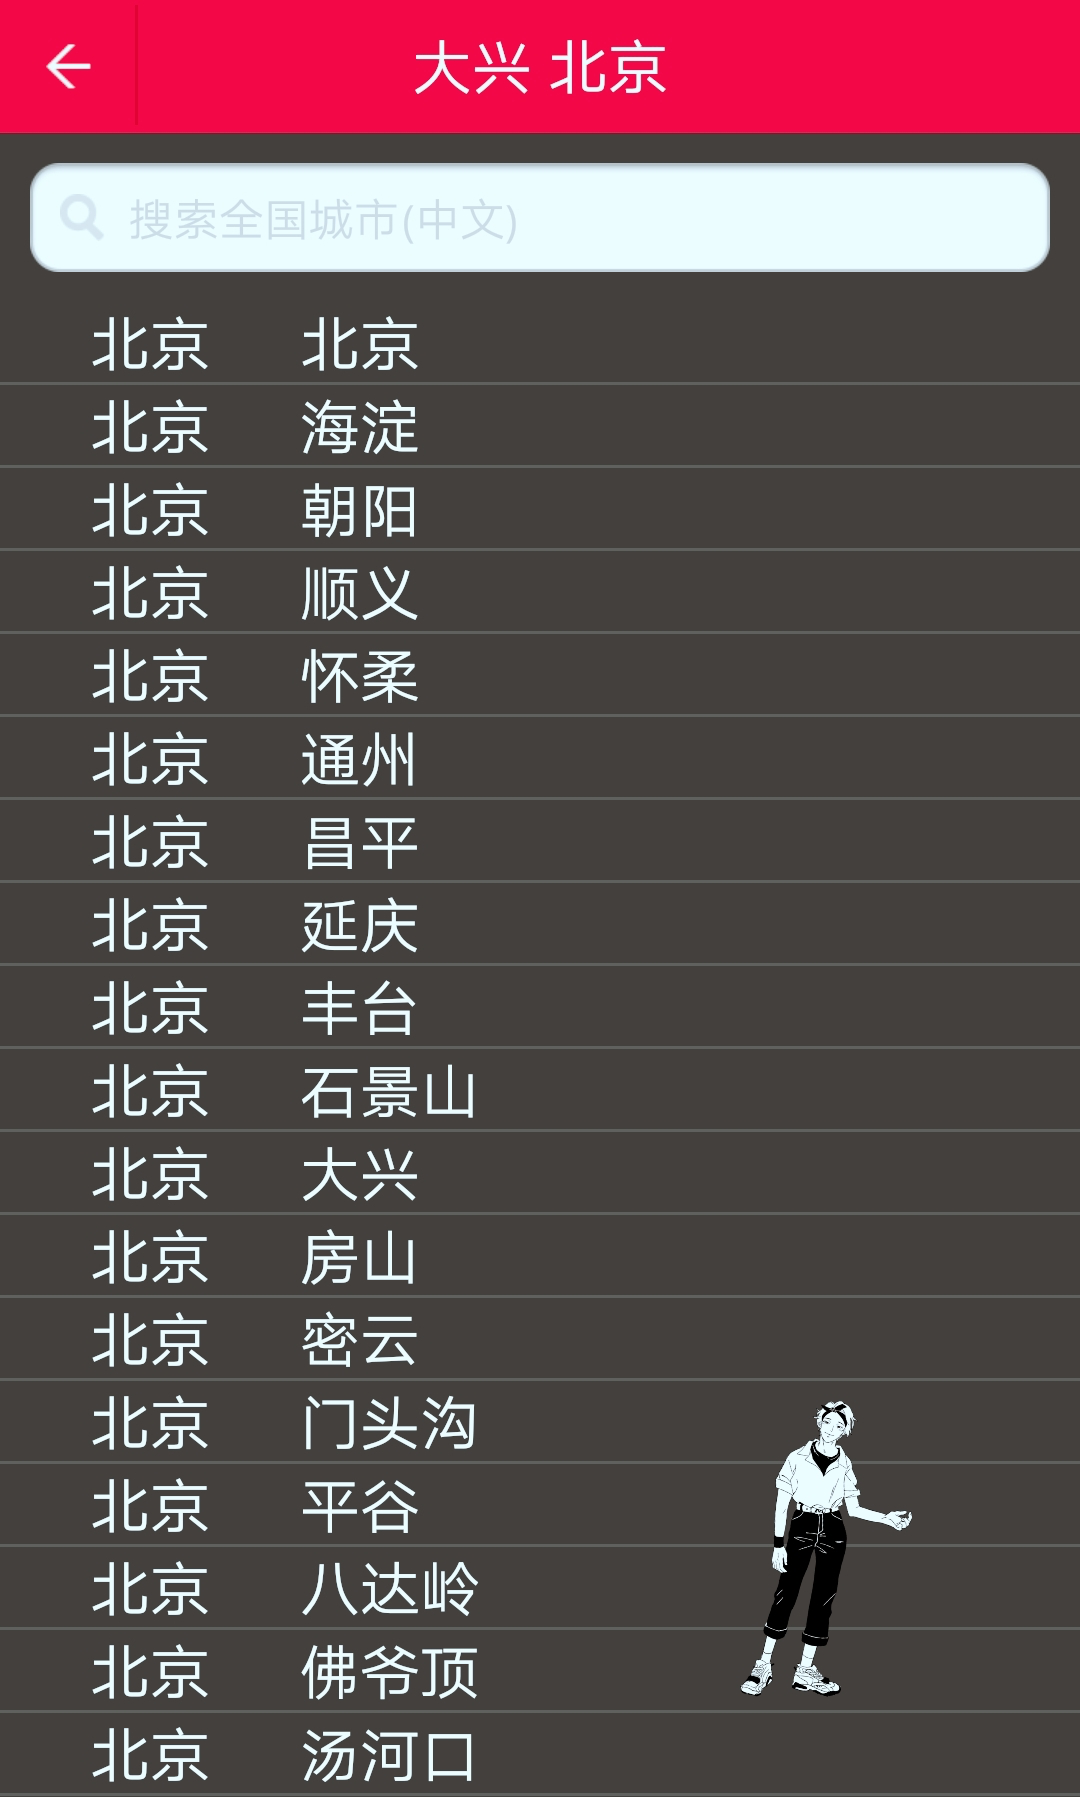 大兴 北京
搜索全国城市(中文)
北京 北京
北京 海淀
北京 朝阳
北京 顺义
北京 怀柔
北京 通州
北京 昌平
北京 延庆
北京 丰台
北京 石景山
北京 大兴
北京 房山
北京 密云
北京 门头沟
北京 平谷
北京 八达岭
北京 佛爷顶
北京 汤河口